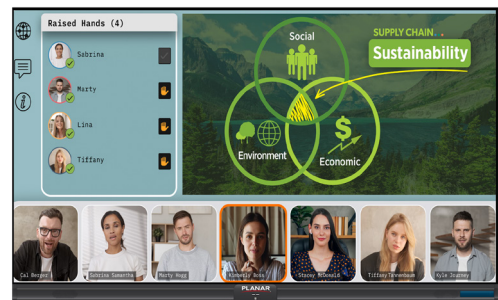 Raised Hands (4)
Sabrina
Marty
Lina
Tiffany
SUPPLY CHAIN...
Sustainability
Social
Environment
Economic
Cal Berger
Sabrina Samantha
Marty Hogg
Kimberly Boss
Stacey McDonald
Tiffany Tannenbaum
Kyle Journey
PLANAR